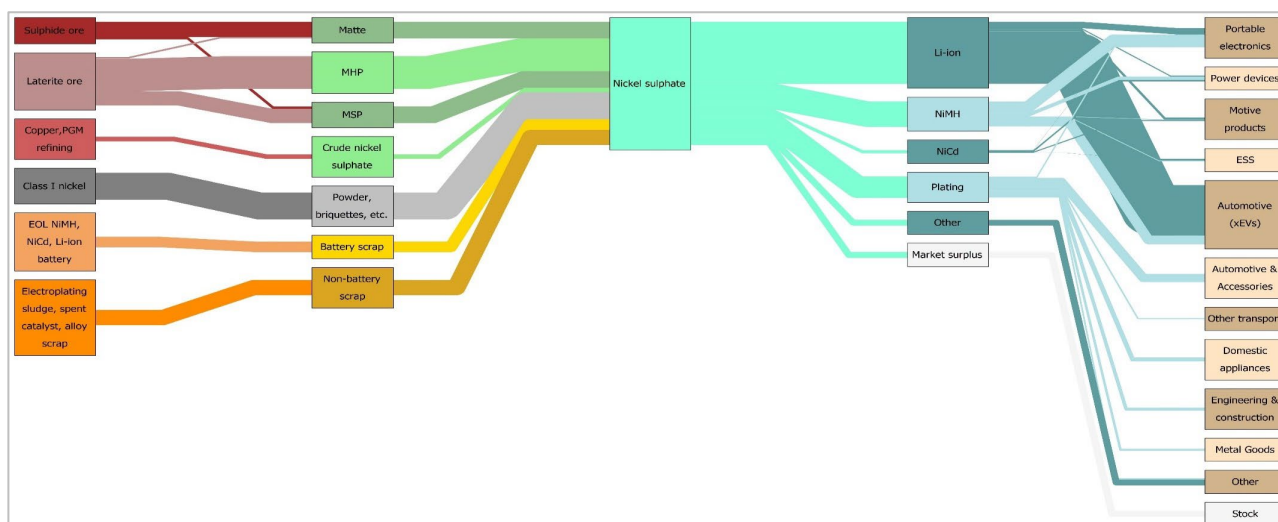 Sulphide ore
Laterite ore
Copper,PGM
refining
Class I nickel
EOL NiMH,
NiCd, Li-ion
battery
Electroplating
sludge, spent
catalyst, alloy
scrap
Matte
MHP
MSP
Crude nickel
sulphate
Powder,
briquettes, etc.
Battery scrap
Non-battery
scrap
Nickel sulphate
Li-ion
NiMH
NiCd
Plating
Other
Market surplus
Portable
electronics
Power devices
Motive
products
ESS
Automotive
(xEVs)
Automotive &
Accessories
Other transpor
Domestic
appliances
Engineering &
construction
Metal Goods
Other
Stock